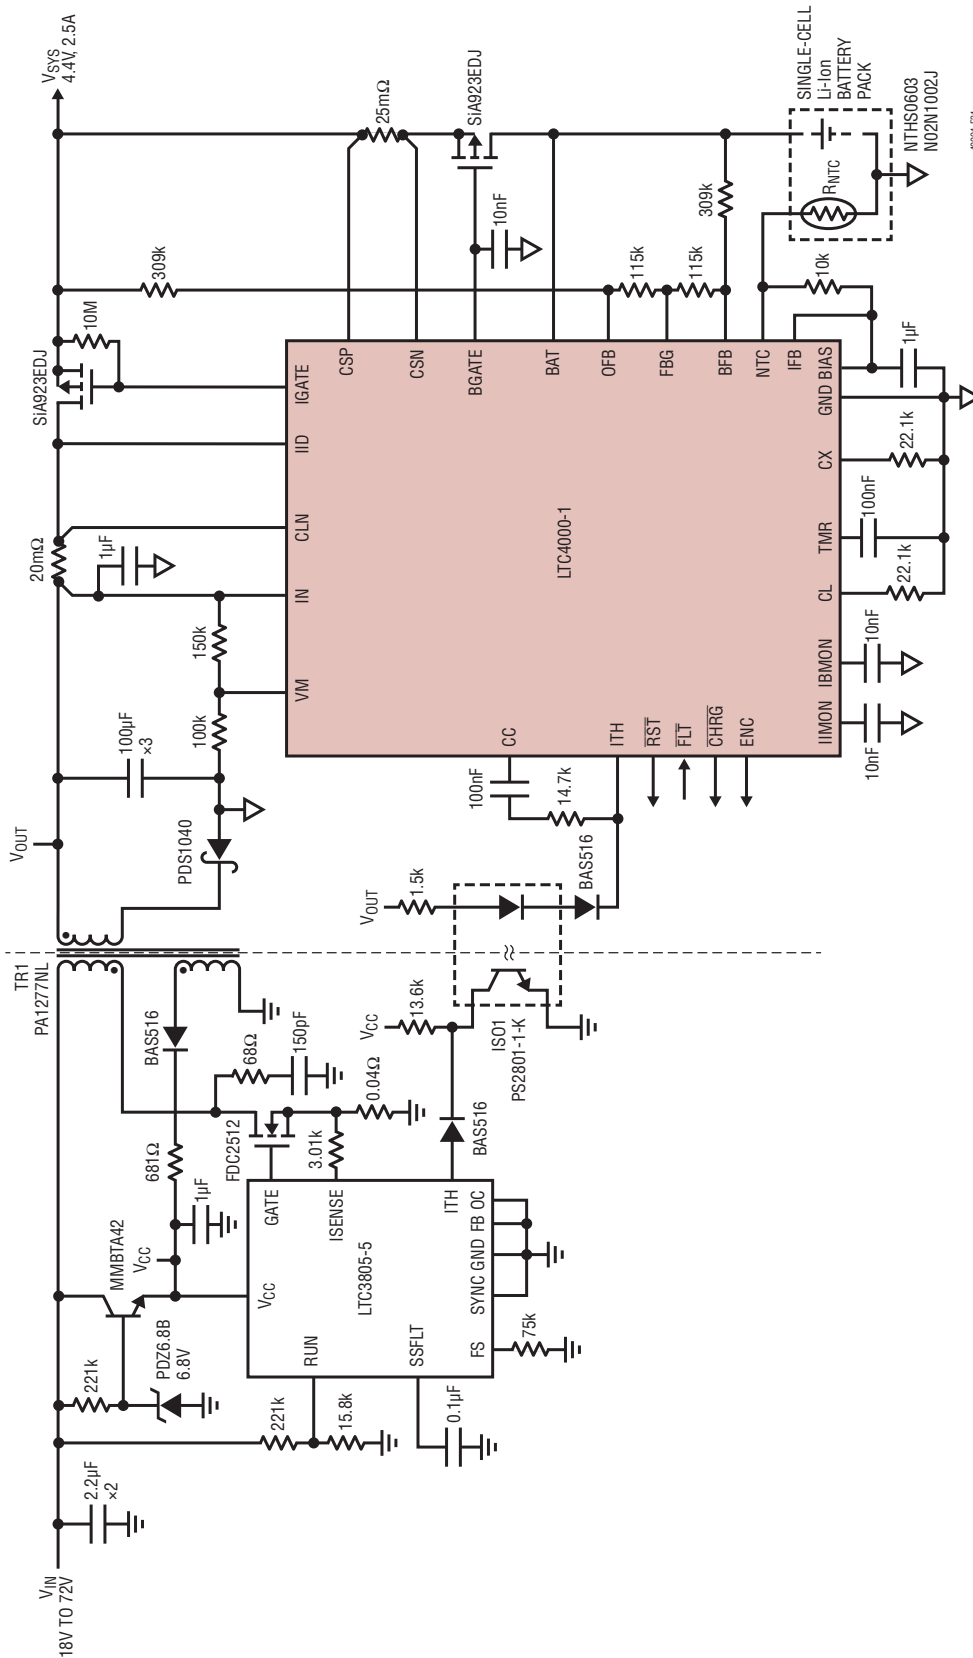 VIN
18V TO 72V
2.2µF
×2
221k
MMBTA42
PDZ6.8B
6.8V
VCC
1µF
681Ω
BAS516
TR1
PA1277NL
221k
15.8k
0.1µF
RUN
VCC
SSFLT
LTC3805-5
GATE
ISENSE
ITH
FS
SYNC
GND
FB
OC
75k
FDC2512
68Ω
150pF
3.01k
0.04Ω
BAS516
VCC
13.6k
ISO1
PS2801-1-K
VOUT
1.5k
BAS516
VOUT
PDS1040
100µF
×3
100k
150k
20mΩ
1µF
SiA923EDJ
10M
309k
VSYS
4.4V, 2.5A
100nF
14.7k
VM
IN
CLN
IID
IGATE
CC
ITH
RST
FLT
CHRG
ENC
LTC4000-1
CSP
CSN
BGATE
BAT
OFB
FBG
BFB
NTC
IFB
IIMON
IBMON
CL
TMR
CX
GND
BIAS
25mΩ
SiA923EDJ
10nF
115k
115k
309k
10k
RNTC
SINGLE-CELL
Li-Ion
BATTERY
PACK
NTHS0603
N02N1002J
10nF
10nF
22.1k
100nF
22.1k
1µF